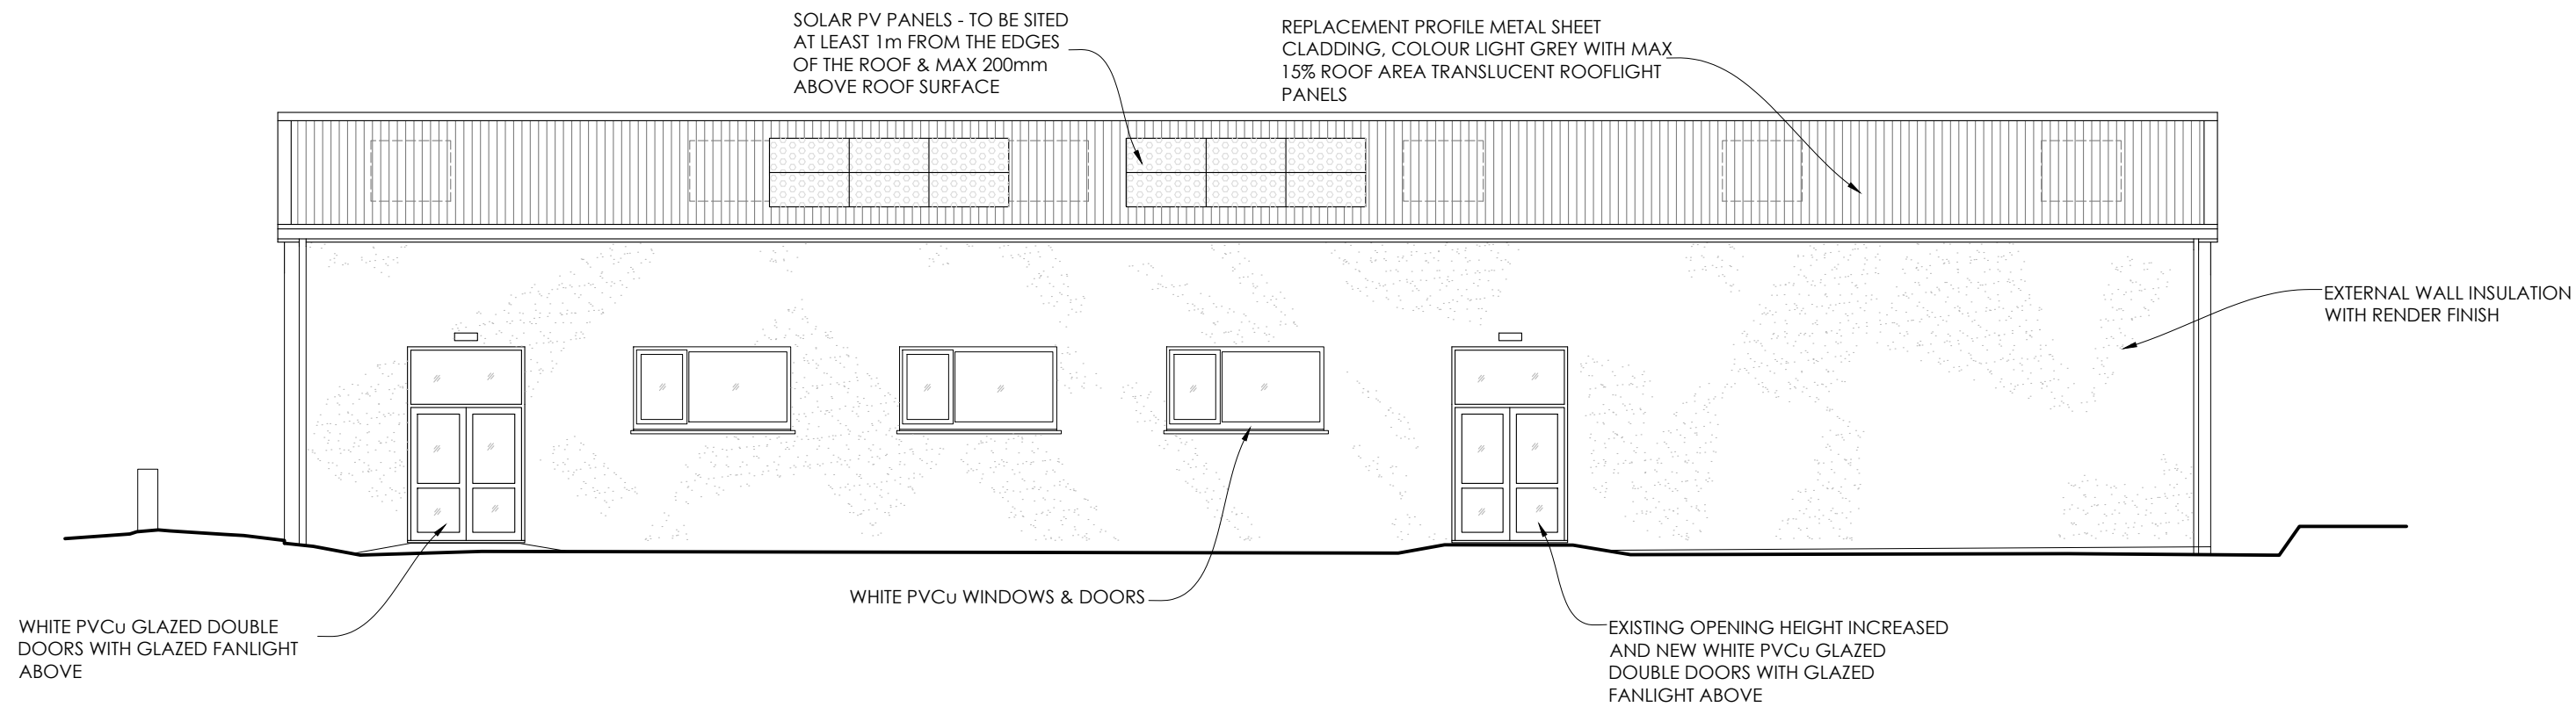 SOLAR PV PANELS - TO BE SITED
AT LEAST 1m FROM THE EDGES
OF THE ROOF & MAX 200mm
ABOVE ROOF SURFACE
REPLACEMENT PROFILE METAL SHEET
CLADDING, COLOUR LIGHT GREY WITH MAX
15% ROOF AREA TRANSLUCENT ROOFLIGHT
PANELS
EXTERNAL WALL INSULATION
WITH RENDER FINISH
WHITE PVCu WINDOWS & DOORS
WHITE PVCu GLAZED DOUBLE
DOORS WITH GLAZED FANLIGHT
ABOVE
EXISTING OPENING HEIGHT INCREASED
AND NEW WHITE PVCu GLAZED
DOUBLE DOORS WITH GLAZED
FANLIGHT ABOVE